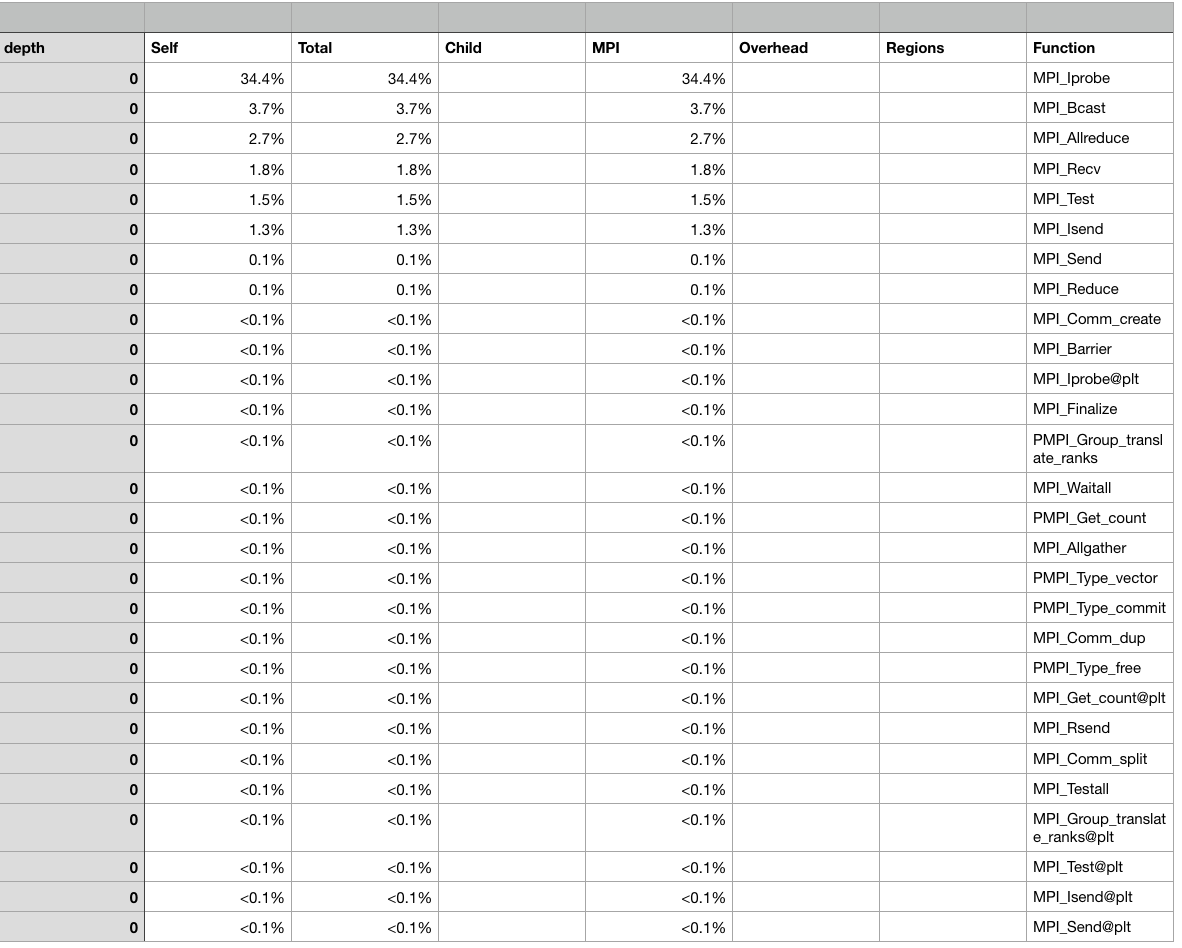 depth Self Total Child MPI Overhead Regions Function
0 34.4% 34.4% 34.4% MPI_Iprobe
0 3.7% 3.7% 3.7% MPI_Bcast
0 2.7% 2.7% 2.7% MPI_Allreduce
0 1.8% 1.8% 1.8% MPI_Recv
0 1.5% 1.5% 1.5% MPI_Test
0 1.3% 1.3% 1.3% MPI_Isend
0 0.1% 0.1% 0.1% MPI_Send
0 0.1% 0.1% 0.1% MPI_Reduce
0 <0.1% <0.1% <0.1% MPI_Comm_create
0 <0.1% <0.1% <0.1% MPI_Barrier
0 <0.1% <0.1% <0.1% MPI_Iprobe@plt
0 <0.1% <0.1% <0.1% MPI_Finalize
0 <0.1% <0.1% <0.1% PMPI_Group_transl
ate_ranks
0 <0.1% <0.1% <0.1% MPI_Waitall
0 <0.1% <0.1% <0.1% PMPI_Get_count
0 <0.1% <0.1% <0.1% MPI_Allgather
0 <0.1% <0.1% <0.1% PMPI_Type_vector
0 <0.1% <0.1% <0.1% PMPI_Type_commit
0 <0.1% <0.1% <0.1% MPI_Comm_dup
0 <0.1% <0.1% <0.1% PMPI_Type_free
0 <0.1% <0.1% <0.1% MPI_Get_count@plt
0 <0.1% <0.1% <0.1% MPI_Rsend
0 <0.1% <0.1% <0.1% MPI_Comm_split
0 <0.1% <0.1% <0.1% MPI_Testall
0 <0.1% <0.1% <0.1% MPI_Group_translat
e_ranks@plt
0 <0.1% <0.1% <0.1% MPI_Test@plt
0 <0.1% <0.1% <0.1% MPI_Isend@plt
0 <0.1% <0.1% <0.1% MPI_Send@plt